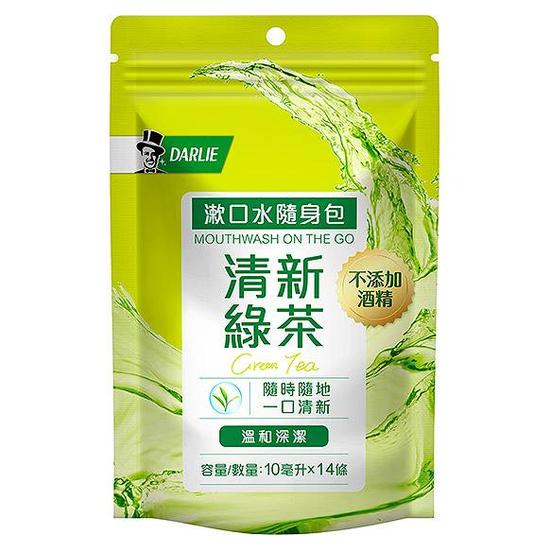 DARLIE
漱口水隨身包
MOUTHWASH ON THE GO
清新
綠茶
Green Tea
不添加
酒精
隨時隨地
一口清新
溫和深潔
容量/數量:10毫升x14條